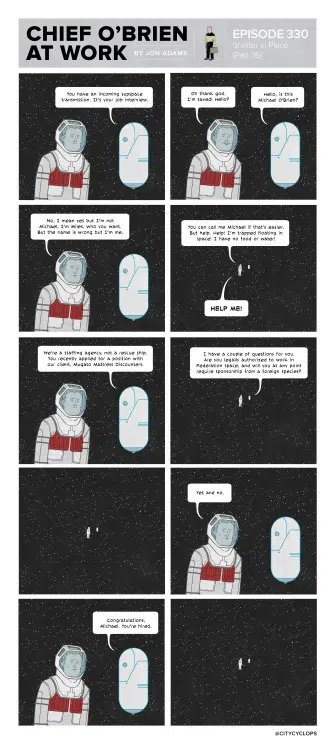 CHIEF O'BRIEN
AT WORK
BY JON ADAMS
EPISODE 330
Shelter in Place
(Part 35)
You have an incoming subspace
transmission. It's your job interview.
Oh thank god,
I'm saved! Hello?
Hello, is this
Michael O'Brien?
No. I mean yes but I'm not
Michael, I'm Miles, who you want.
But the name is wrong but I'm me.
You can call me Michael if that's easier.
But help. Help! I'm trapped floating in
space! I have no food or water!
HELP ME!
We're a staffing agency, not a rescue ship.
You recently applied for a position with
our client, Mugato Mattress Discounters.
I have a couple of questions for you.
Are you legally authorized to work in
Federation space, and will you at any point
require sponsorship from a foreign species?
Yes and no.
Congratulations,
Michael. You're hired.
@CITYCYCLOPS